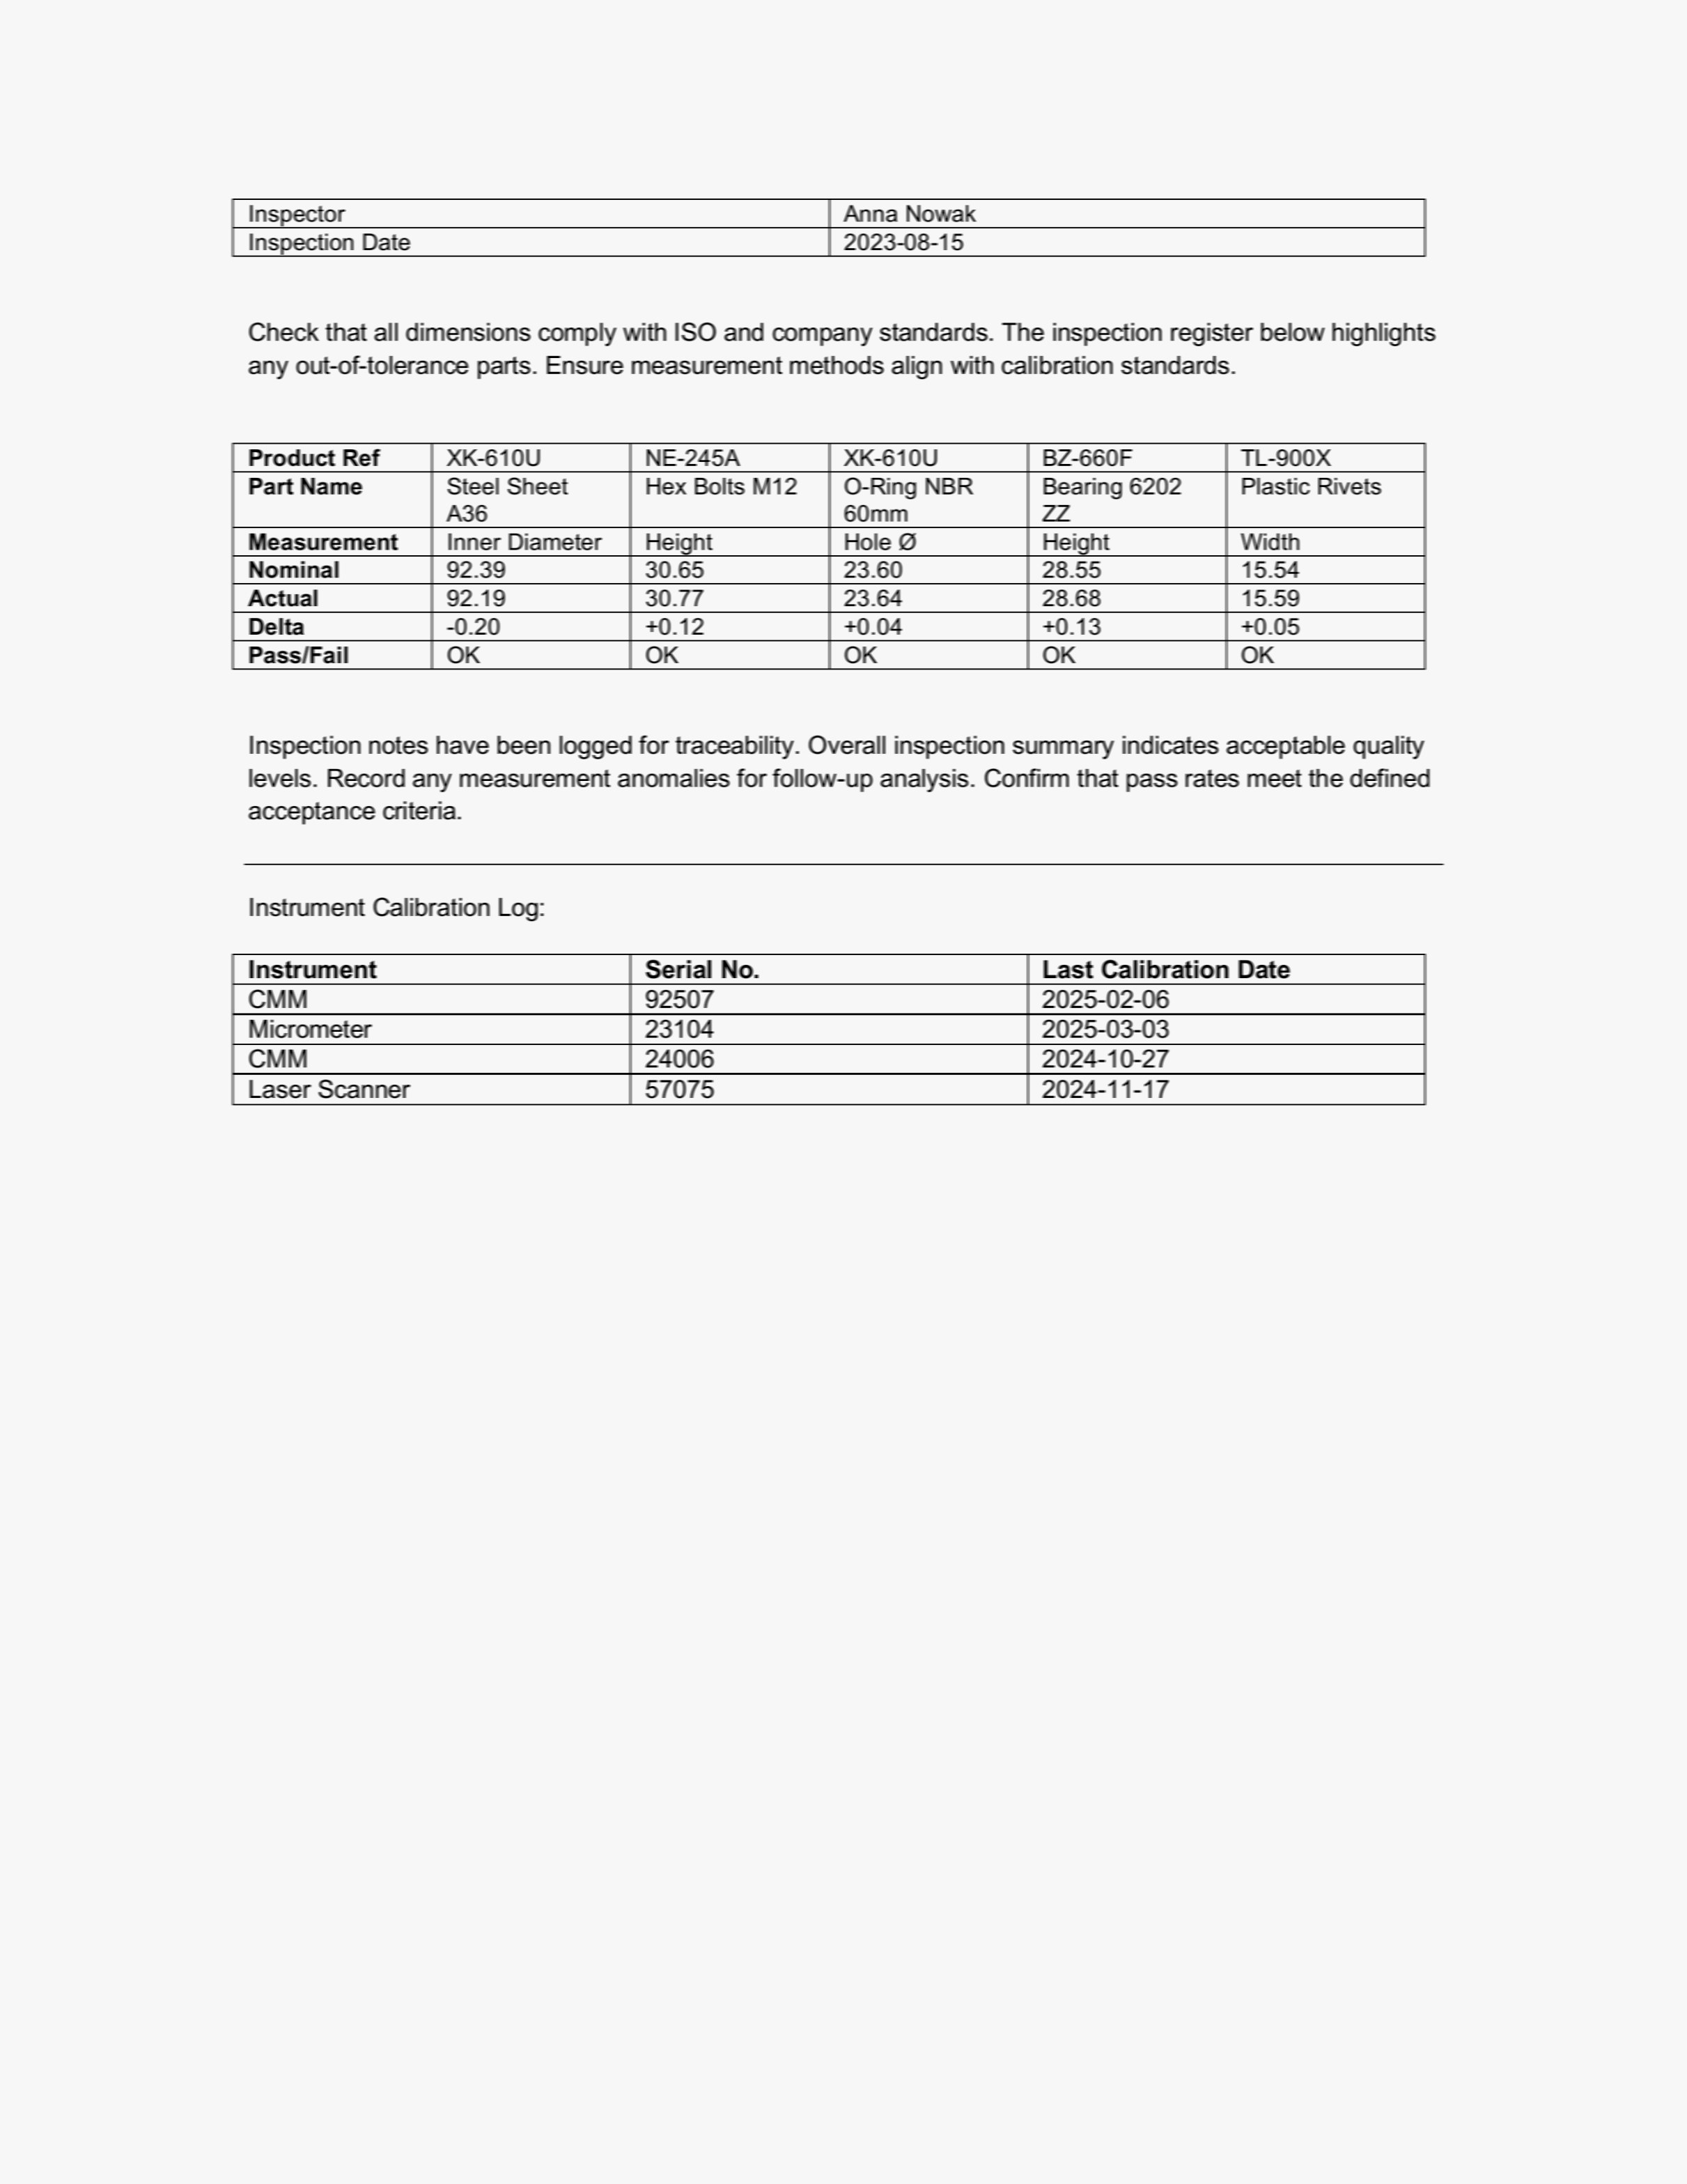 Inspector Anna Nowak
Inspection Date 2023-08-15
Check that all dimensions comply with ISO and company standards. The inspection register below highlights
any out-of-tolerance parts. Ensure measurement methods align with calibration standards.
Product Ref XK-610U NE-245A XK-610U BZ-660F TL-900X
Part Name Steel Sheet Hex Bolts M12 O-Ring NBR Bearing 6202 Plastic Rivets
A36 60mm ZZ
Measurement Inner Diameter Height Hole Ø Height Width
Nominal 92.39 30.65 23.60 28.55 15.54
Actual 92.19 30.77 23.64 28.68 15.59
Delta -0.20 +0.12 +0.04 +0.13 +0.05
Pass/Fail OK OK OK OK OK
Inspection notes have been logged for traceability. Overall inspection summary indicates acceptable quality
levels. Record any measurement anomalies for follow-up analysis. Confirm that pass rates meet the defined
acceptance criteria.
Instrument Calibration Log:
Instrument Serial No. Last Calibration Date
CMM 92507 2025-02-06
Micrometer 23104 2025-03-03
CMM 24006 2024-10-27
Laser Scanner 57075 2024-11-17